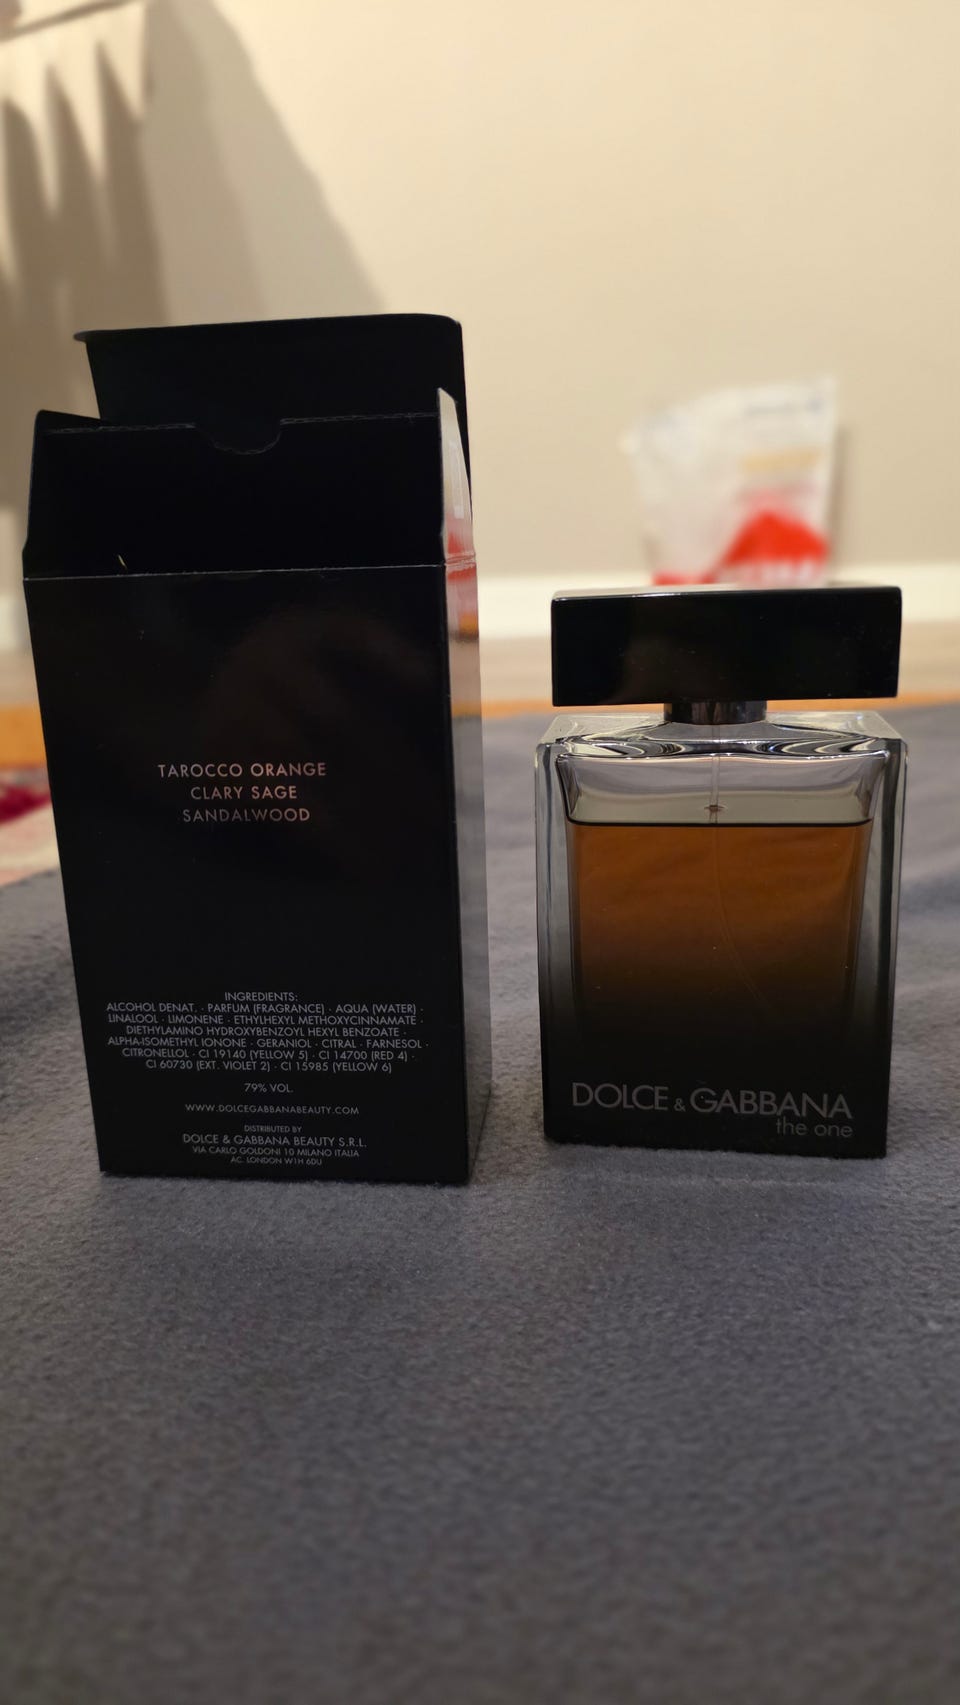 TAROCCO ORANGE
CLARY SAGE
SANDALWOOD
INGREDIENTS:
ALCOHOL DENAT. · PARFUM (FRAGRANCE) · AQUA (WATER) ·
LINALOOL · LIMONENE · ETHYLHEXYL METHOXYCINNAMATE ·
DIETHYLAMINO HYDROXYBENZOYL HEXYL BENZOATE ·
ALPHA-ISOMETHYL IONONE · GERANIOL · CITRAL · FARNESOL ·
CITRONELLOL · CI 19140 (YELLOW 5) · CI 14700 (RED 4) ·
CI 60730 (EXT. VIOLET 2) · CI 15985 (YELLOW 6)
79% VOL.
WWW.DOLCEGABBANABEAUTY.COM
DISTRIBUTED BY
DOLCE & GABBANA BEAUTY S.R.L.
VIA CARLO GOLDONI 10 MILANO ITALIA
AC. LONDON W1H 6DU
DOLCE & GABBANA
the one